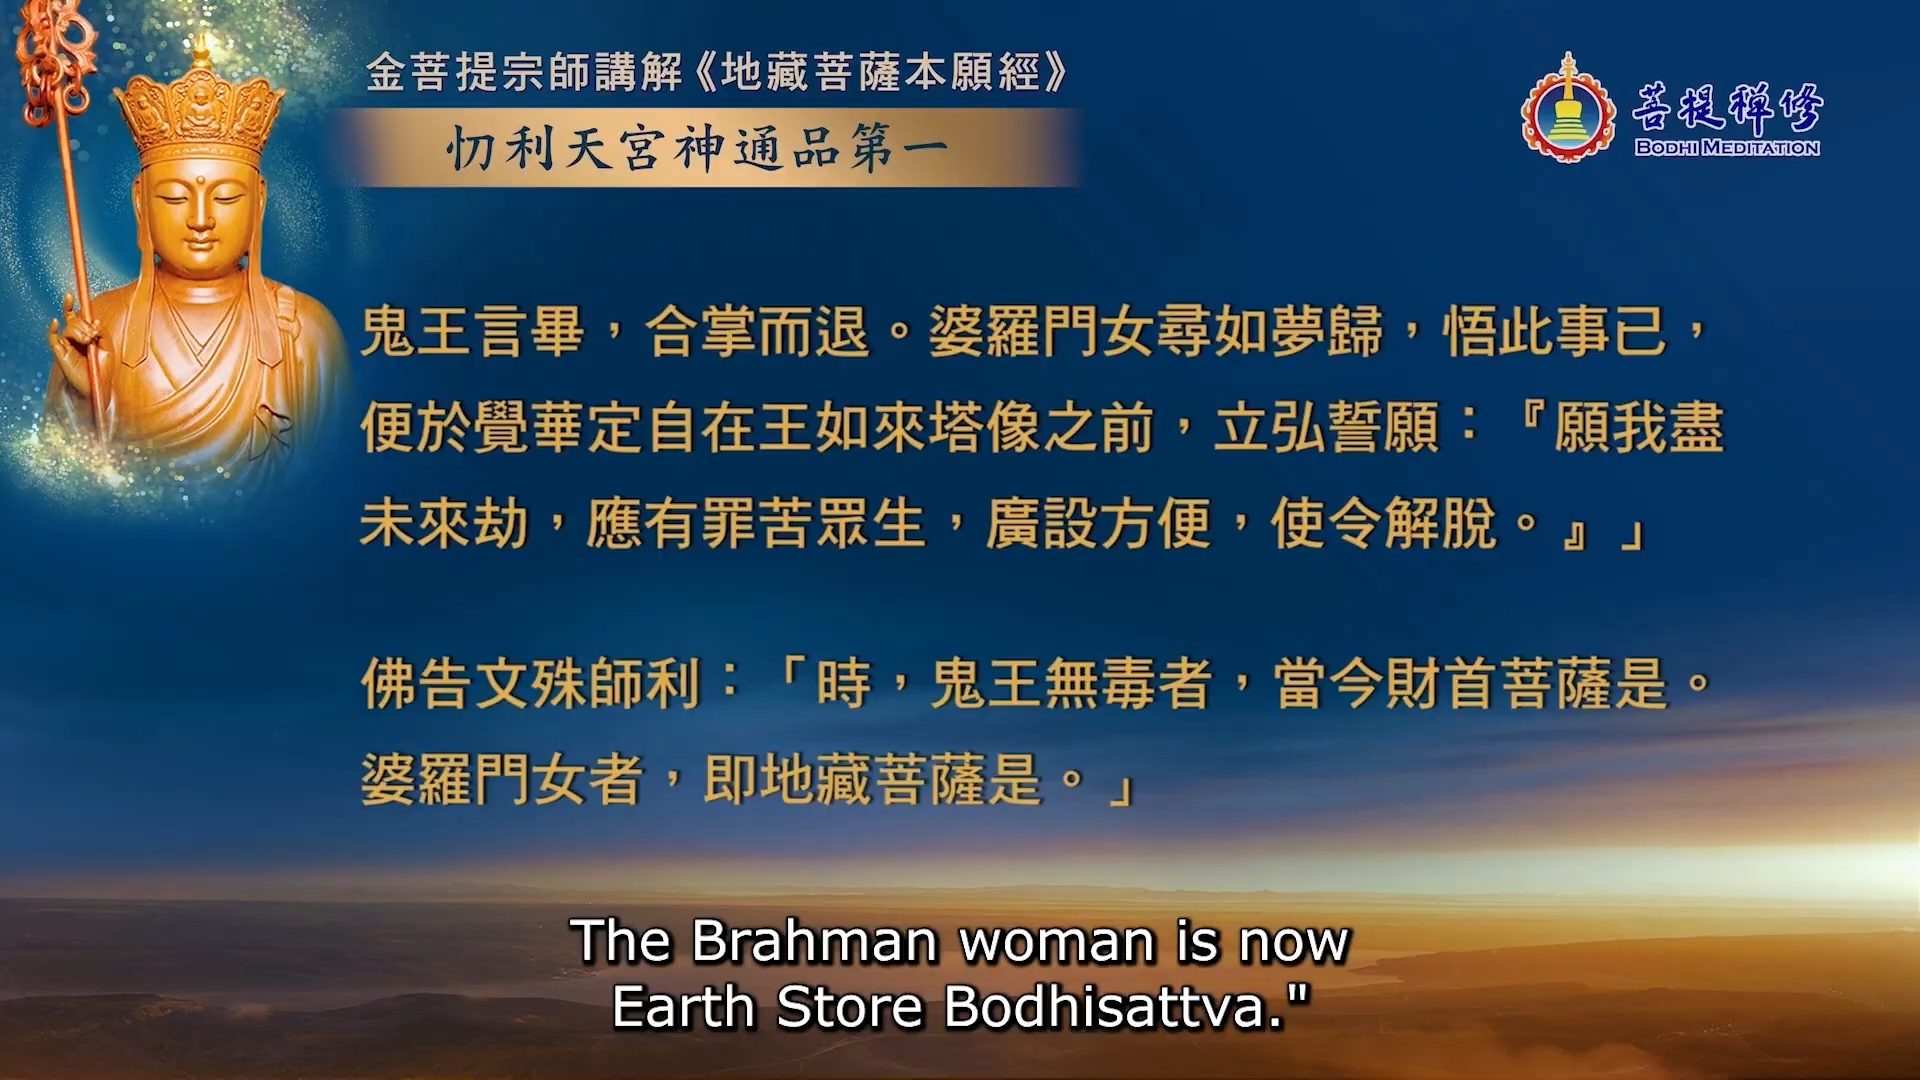 金菩提宗師講解《地藏菩薩本願經》
忉利天宮神通品第一
菩提禪修
BODHI MEDITATION
鬼王言畢，合掌而退。婆羅門女尋如夢歸，悟此事已，
便於覺華定自在王如來塔像之前，立弘誓願：『願我盡
未來劫，應有罪苦眾生，廣設方便，使令解脫。』」
佛告文殊師利：「時，鬼王無毒者，當今財首菩薩是。
婆羅門女者，即地藏菩薩是。」
The Brahman woman is now
Earth Store Bodhisattva."